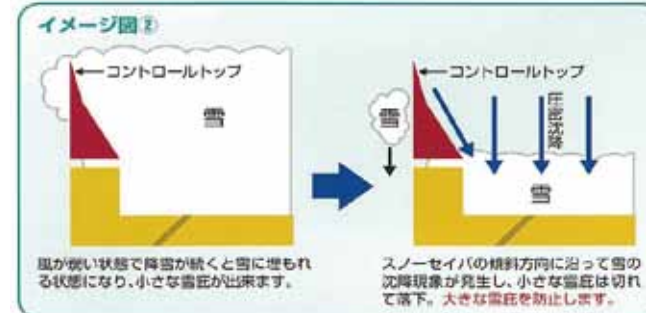 イメージ図②
コントロールトップ
雪
風が弱い状態で降雪が続くと雪に埋もれ
る状態になり、小さな雪庇が出来ます。
コントロールトップ
雪
圧密沈降
雪
スノーセイバの傾斜方向に沿って雪の
沈降現象が発生し、小さな雪庇は切れ
て落下。大きな雪庇を防止します。